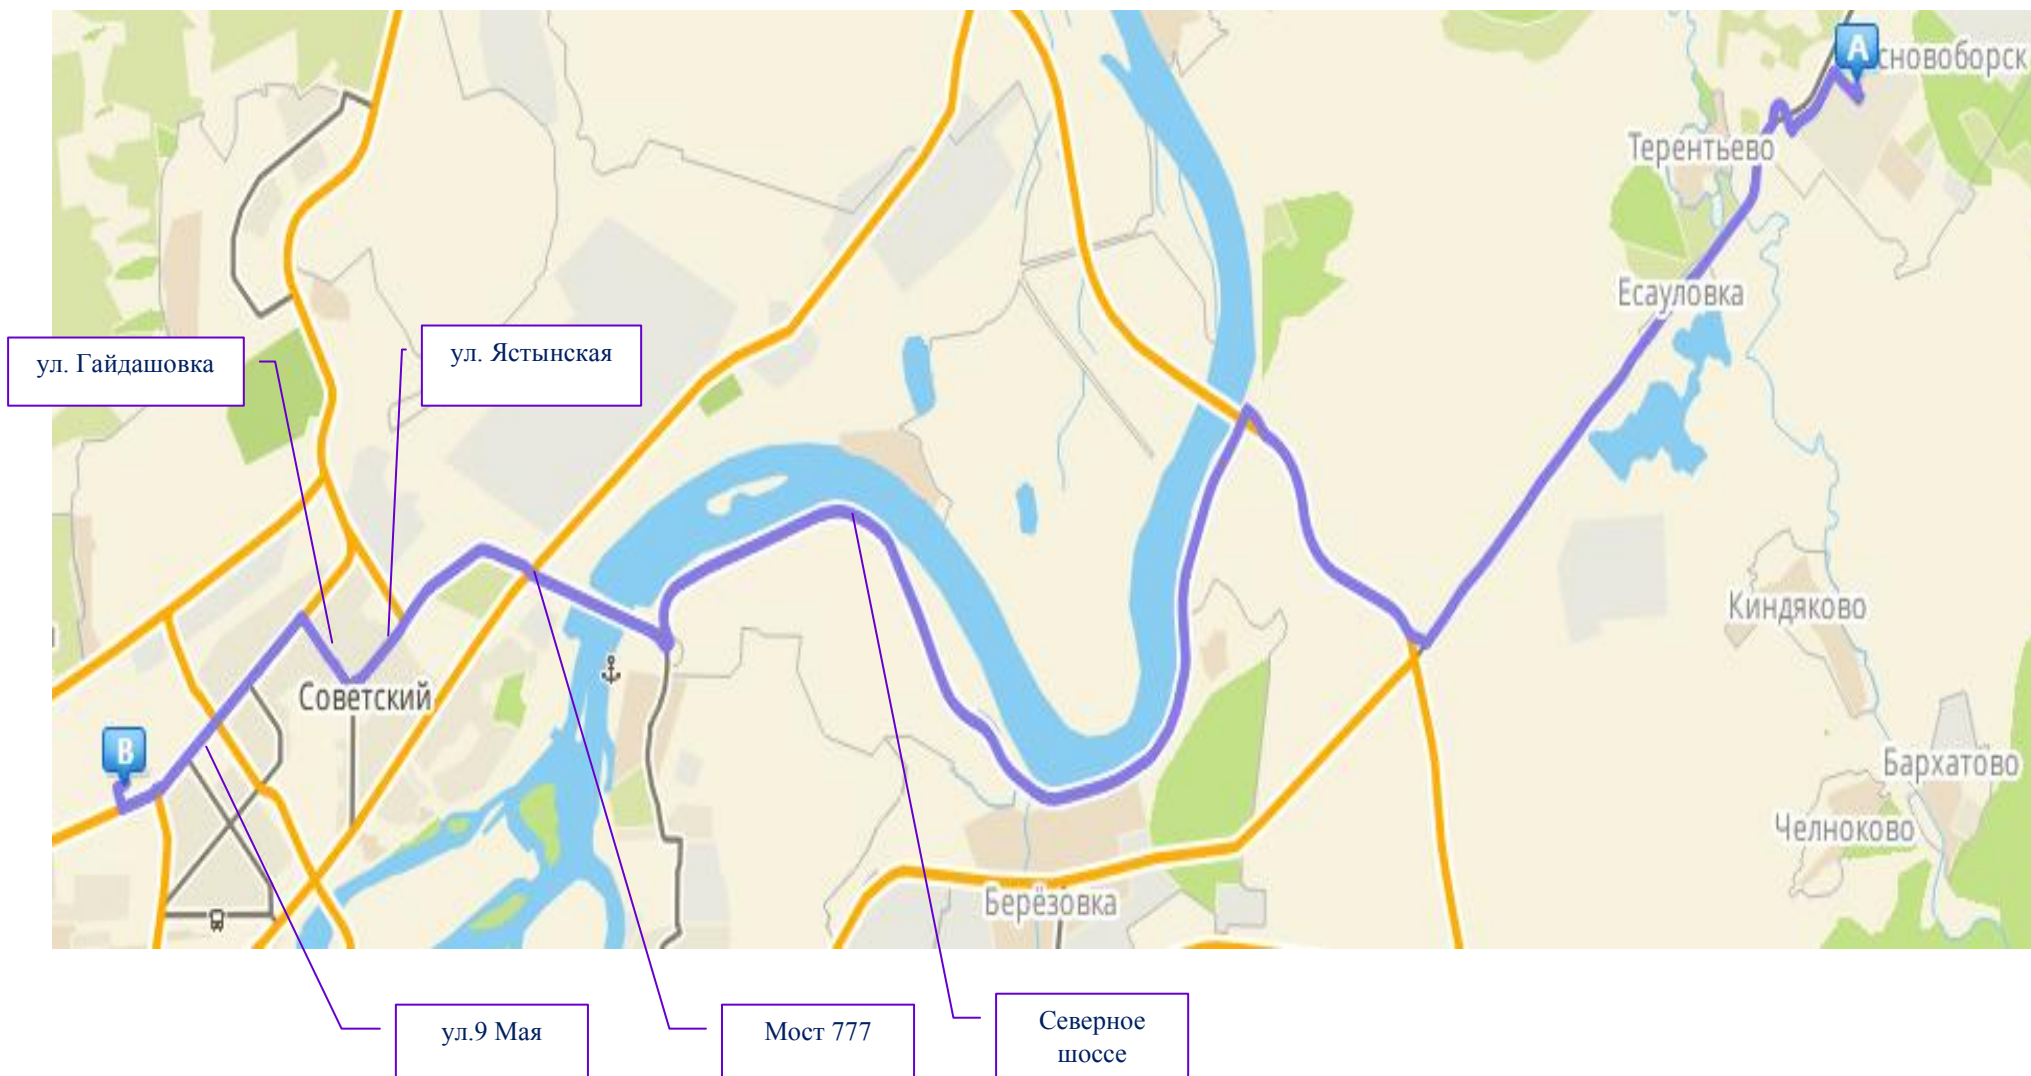 A
сновоборск
Терентьево
Есауловка
ул. Гайдашовка
ул. Ястынская
Киндяково
Советский
B
Бархатово
Челноково
Берёзовка
ул.9 Мая
Мост 777
Северное
шоссе